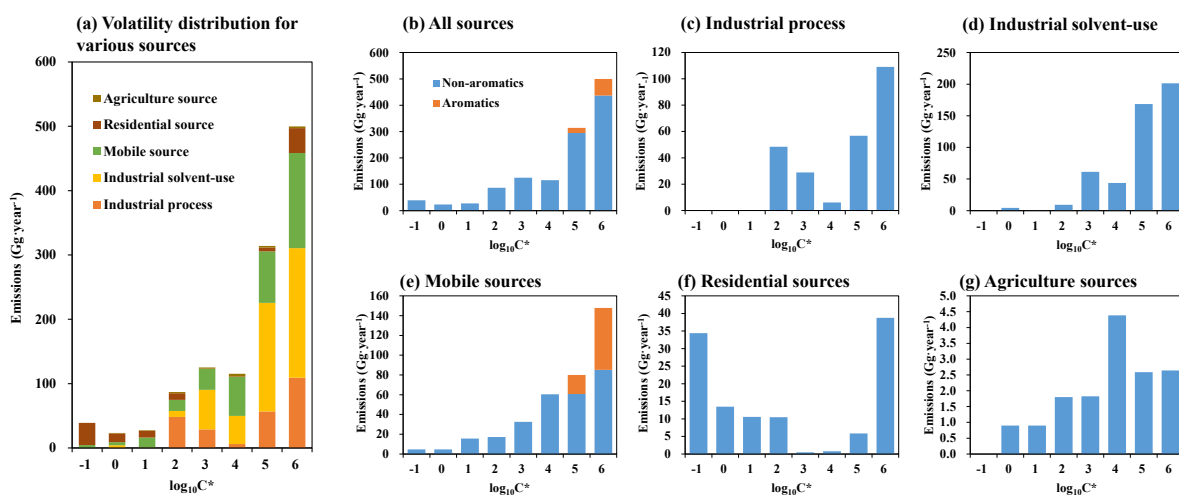 (a) Volatility distribution for
various sources
600
500
400
300
200
100
0
Emissions (Gg·year⁻¹)
Agriculture source
Residential source
Mobile source
Industrial solvent-use
Industrial process
-1 0 1 2 3 4 5 6
log₁₀C*
(b) All sources
600
500
400
300
200
100
0
Emissions (Gg·year⁻¹)
Non-aromatics
Aromatics
-1 0 1 2 3 4 5 6
log₁₀C*
(c) Industrial process
120
100
80
60
40
20
0
Emissions (Gg·year₋₁)
-1 0 1 2 3 4 5 6
log₁₀C*
(d) Industrial solvent-use
250
200
150
100
50
0
Emissions (Gg·year⁻¹)
-1 0 1 2 3 4 5 6
log₁₀C*
(e) Mobile sources
160
140
120
100
80
60
40
20
0
Emissions (Gg·year⁻¹)
-1 0 1 2 3 4 5 6
log₁₀C*
(f) Residential sources
45
40
35
30
25
20
15
10
5
0
Emissions (Gg·year⁻¹)
-1 0 1 2 3 4 5 6
log₁₀C*
(g) Agriculture sources
5.0
4.5
4.0
3.5
3.0
2.5
2.0
1.5
1.0
0.5
0.0
Emissions (Gg·year⁻¹)
-1 0 1 2 3 4 5 6
log₁₀C*